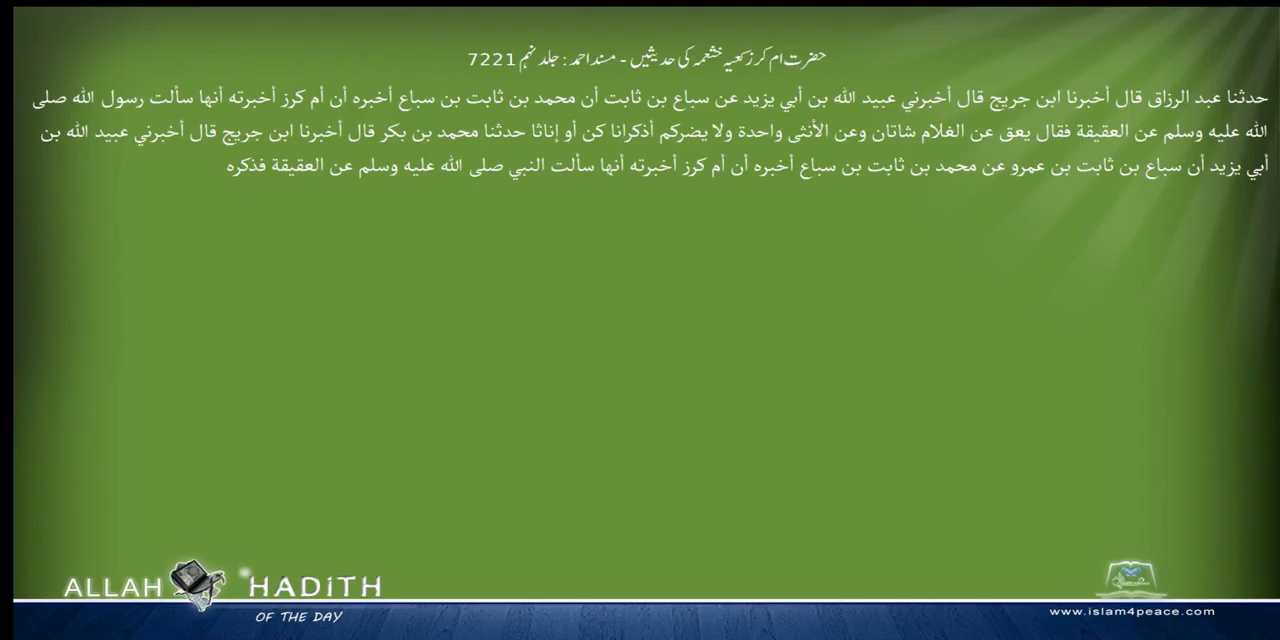 حضرت ام کرز کعبیہ خثعمیہ کی حدیثیں - مسند احمد : جلد نہم 7221
حدثنا عبد الرزاق قال أخبرنا ابن جريج قال أخبرني عبيد الله بن أبي يزيد عن سباع بن ثابت أن محمد بن ثابت بن سباع أخبره أن أم كرز أخبرته أنها سألت رسول الله صلى
الله عليه وسلم عن العقيقة فقال يعق عن الغلام شاتان وعن الأنثى واحدة ولا يضركم أذكرانا كن أو إناثا حدثنا محمد بن بكر قال أخبرنا ابن جريج قال أخبرني عبيد الله بن
أبي يزيد أن سباع بن ثابت بن عمرو عن محمد بن ثابت بن سباع أخبره أن أم كرز أخبرته أنها سألت النبي صلى الله عليه وسلم عن العقيقة فذكره
ALLAH HADITH
OF THE DAY
www.islam4peace.com